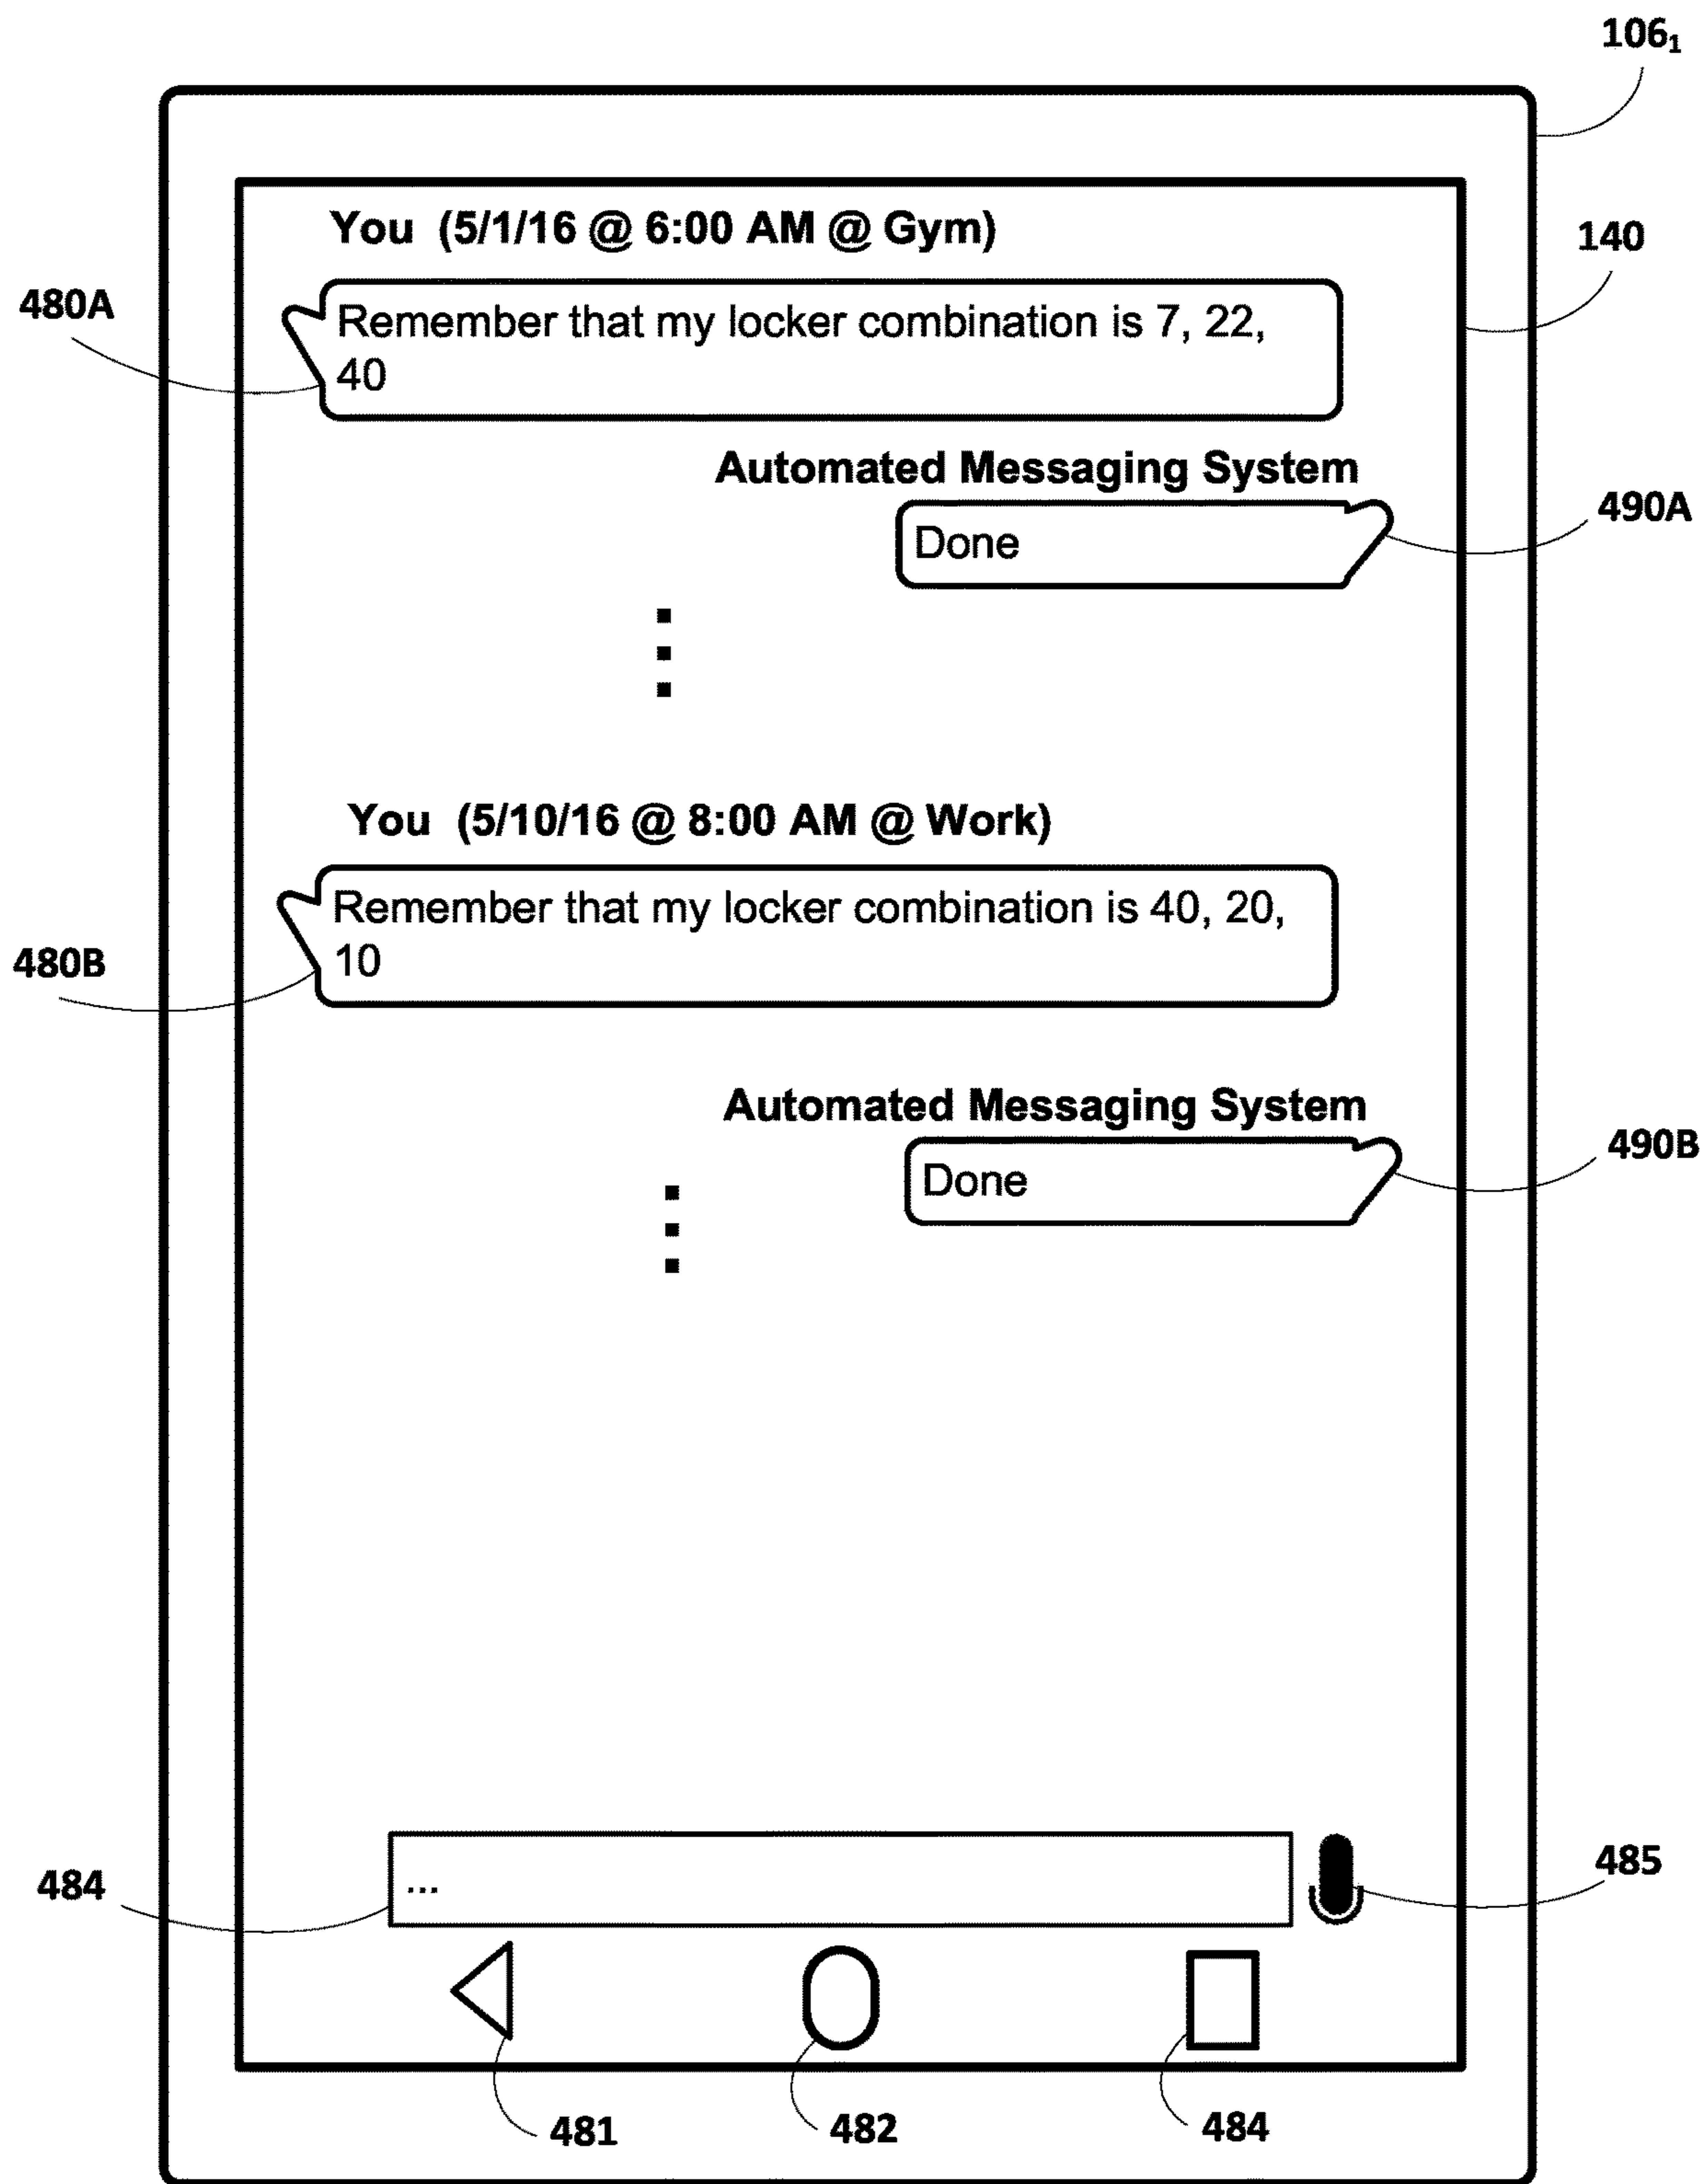 106₁
You (5/1/16 @ 6:00 AM @ Gym)
140
480A
Remember that my locker combination is 7, 22,
40
Automated Messaging System
490A
Done
You (5/10/16 @ 8:00 AM @ Work)
Remember that my locker combination is 40, 20,
10
480B
Automated Messaging System
490B
Done
484
...
485
481
482
484